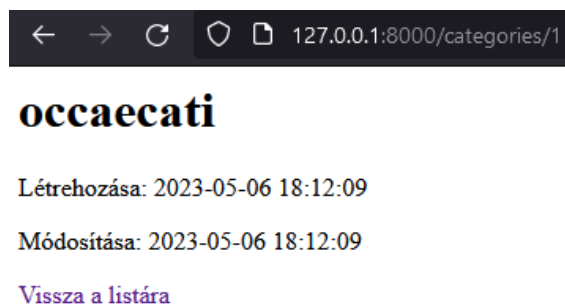 127.0.0.1:8000/categories/1
occaecati
Létrehozása: 2023-05-06 18:12:09
Módosítása: 2023-05-06 18:12:09
Vissza a listára